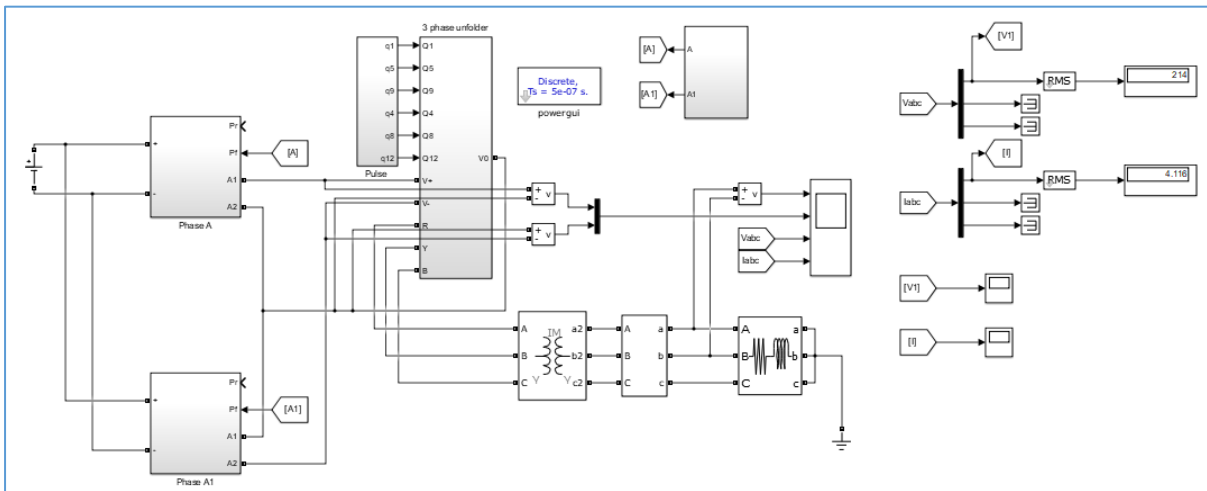 3 phase unfolder
q1
q5
q9
q4
q8
q12
Pulse
Q1
Q5
Q9
Q4
Q8
Q12
V+
V-
R
Y
B
V0
Discrete,
Ts = 5e-07 s.
powergui
[A]
[A1]
A
A1
[V1]
RMS
214
Vabc
[I]
RMS
4.116
Iabc
+
-
Pr
Pf
A1
A2
Phase A
[A]
+
-
v
+
-
v
+
-
v
Vabc
Iabc
[V1]
[I]
A
B
C
IM
Y
Y
a2
b2
c2
A
B
C
a
b
c
A
B
C
a
b
c
+
-
Pr
Pf
A1
A2
Phase A1
[A1]